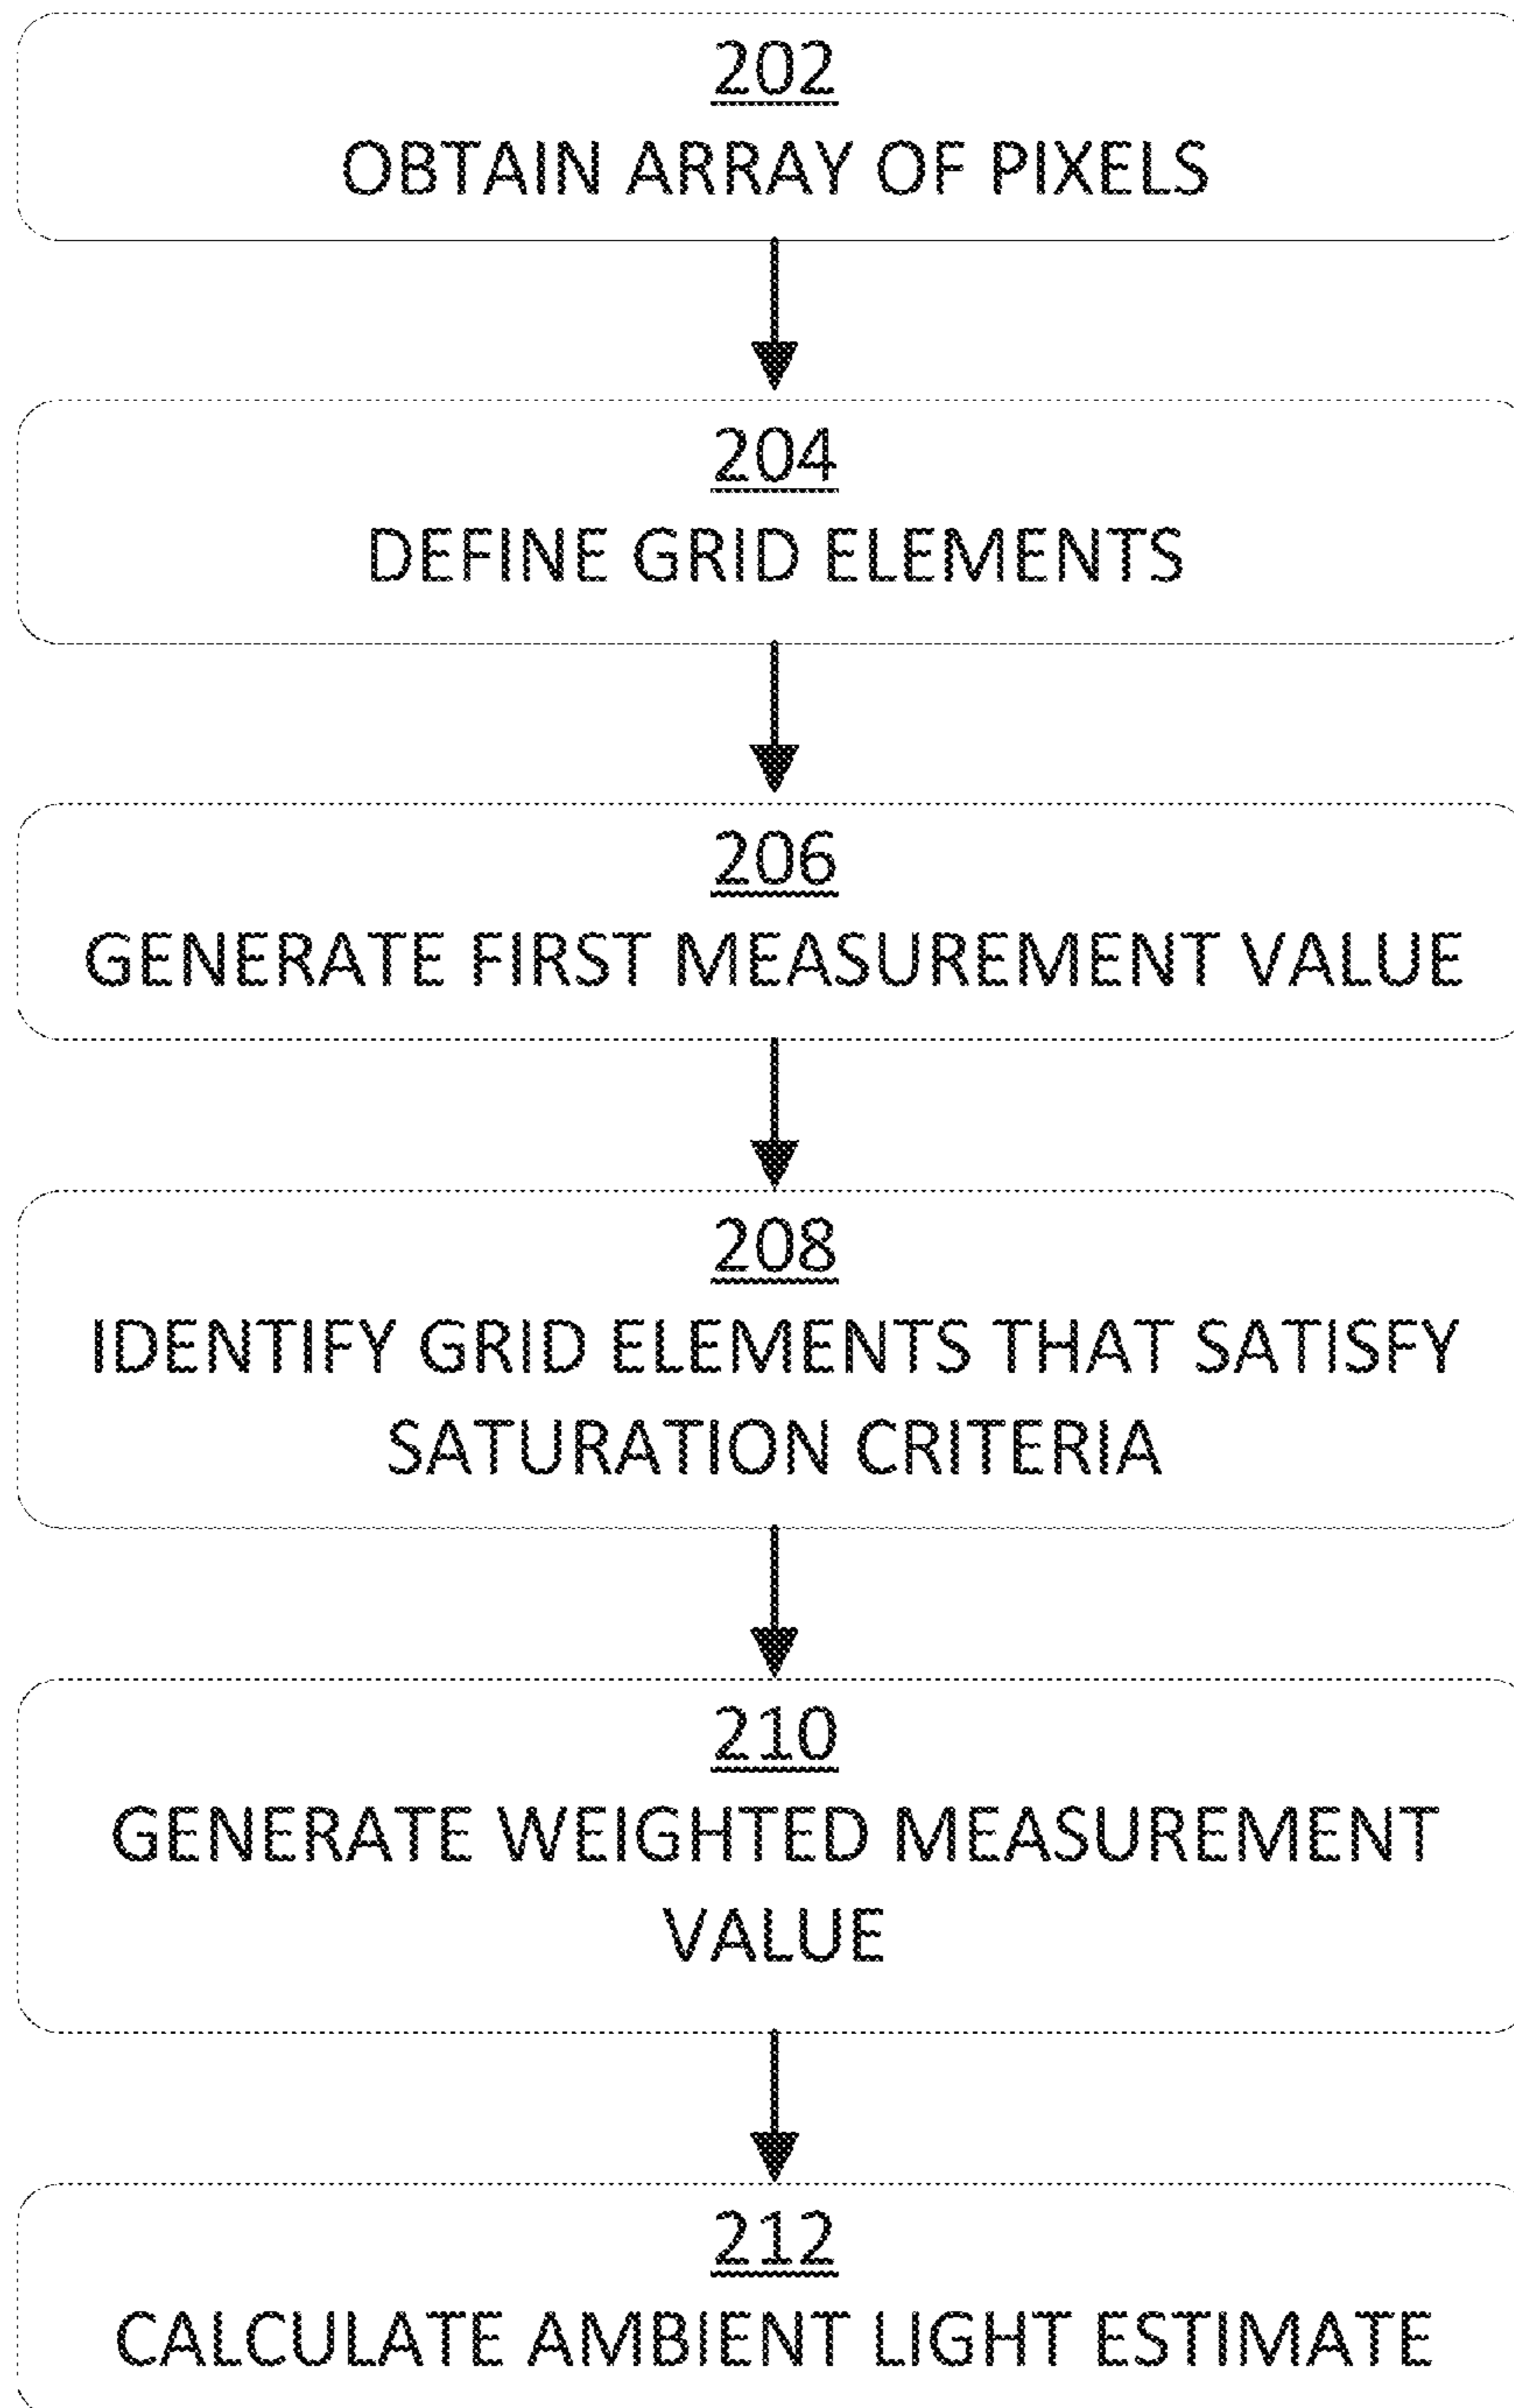 202
OBTAIN ARRAY OF PIXELS
204
DEFINE GRID ELEMENTS
206
GENERATE FIRST MEASUREMENT VALUE
208
IDENTIFY GRID ELEMENTS THAT SATISFY
SATURATION CRITERIA
210
GENERATE WEIGHTED MEASUREMENT
VALUE
212
CALCULATE AMBIENT LIGHT ESTIMATE